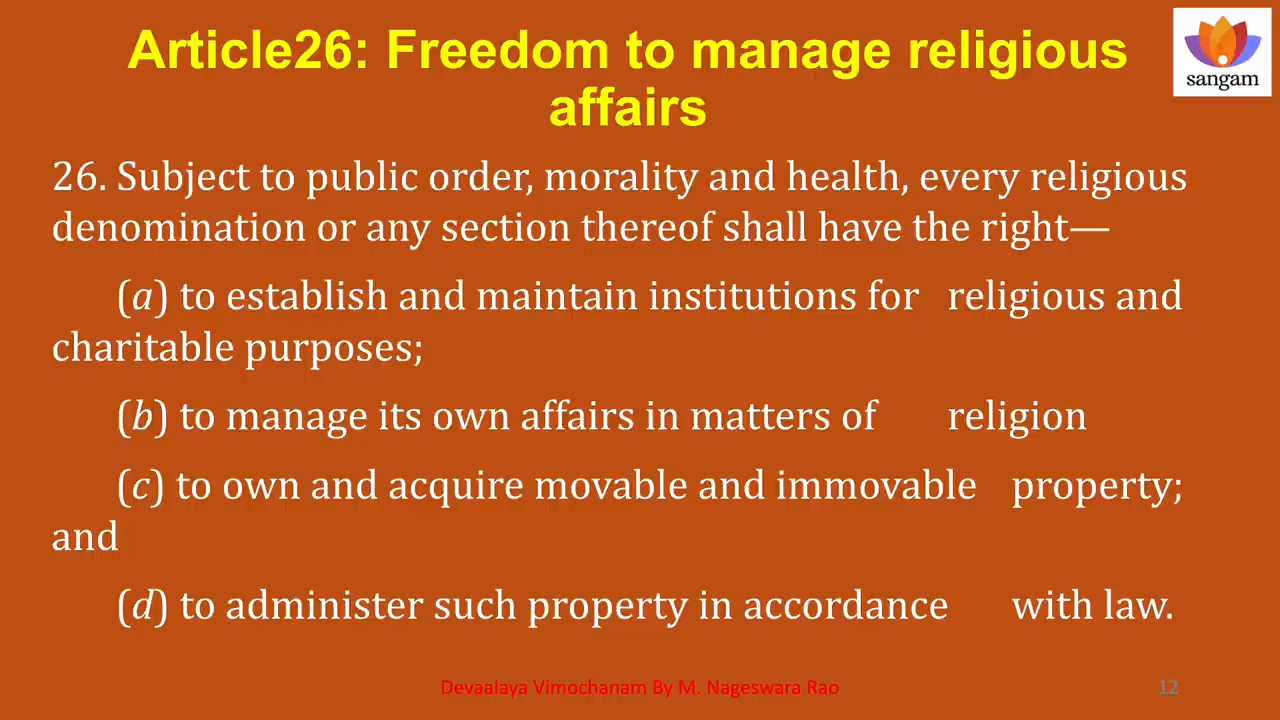 Article26: Freedom to manage religious
affairs
sangam
26. Subject to public order, morality and health, every religious
denomination or any section thereof shall have the right—
(a) to establish and maintain institutions for religious and
charitable purposes;
(b) to manage its own affairs in matters of religion
(c) to own and acquire movable and immovable property;
and
(d) to administer such property in accordance with law.
Devaalaya Vimochanam By M. Nageswara Rao
12